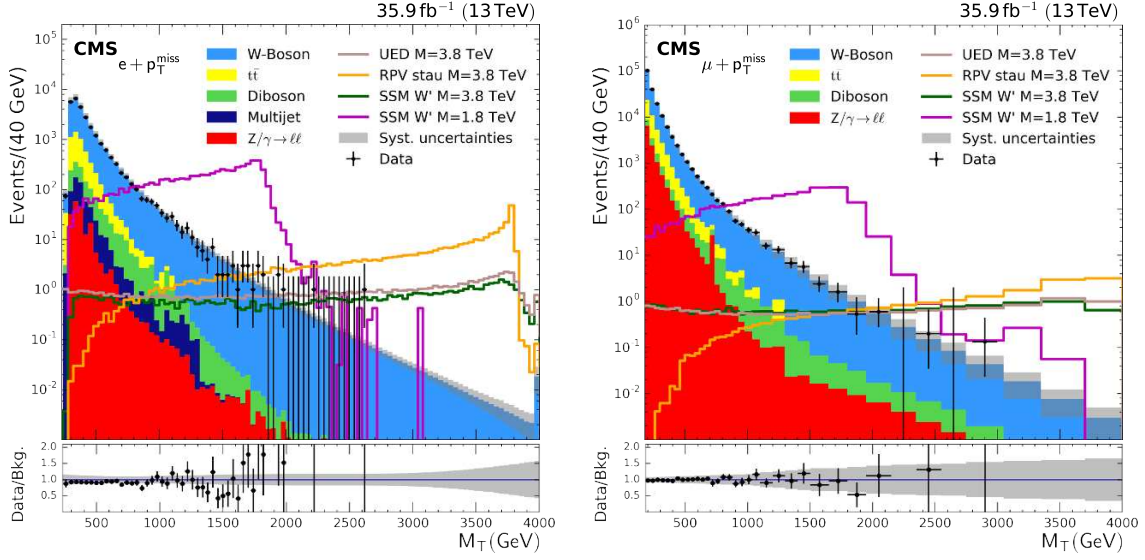 35.9 fb⁻¹ (13 TeV)
CMS
e + p_T^miss
W-Boson
tt̄
Diboson
Multijet
Z/γ→ℓℓ
UED M=3.8 TeV
RPV stau M=3.8 TeV
SSM W' M=3.8 TeV
SSM W' M=1.8 TeV
Syst. uncertainties
Data
Events/(40 GeV)
10⁵
10⁴
10³
10²
10¹
10⁰
10⁻¹
10⁻²
Data/Bkg.
2.0
1.5
1.0
0.5
500 1000 1500 2000 2500 3000 3500 4000
M_T (GeV)
35.9 fb⁻¹ (13 TeV)
CMS
μ + p_T^miss
W-Boson
tt̄
Diboson
Z/γ→ℓℓ
UED M=3.8 TeV
RPV stau M=3.8 TeV
SSM W' M=3.8 TeV
SSM W' M=1.8 TeV
Syst. uncertainties
Data
Events/(40 GeV)
10⁶
10⁵
10⁴
10³
10²
10¹
10⁰
10⁻¹
10⁻²
Data/Bkg.
2.0
1.5
1.0
0.5
500 1000 1500 2000 2500 3000 3500 4000
M_T (GeV)